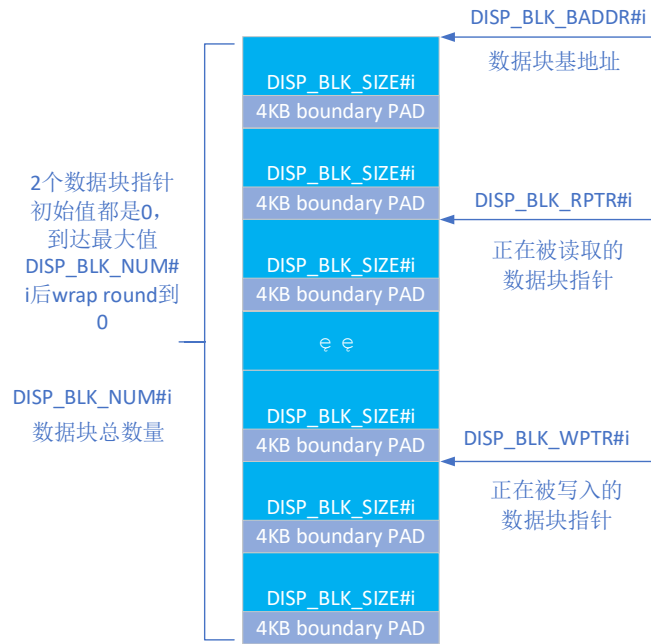 DISP_BLK_BADDR#i
数据块基地址
DISP_BLK_SIZE#i
4KB boundary PAD
DISP_BLK_SIZE#i
4KB boundary PAD
2个数据块指针
初始值都是0，
到达最大值
DISP_BLK_NUM#
i后wrap round到
0
DISP_BLK_RPTR#i
正在被读取的
数据块指针
DISP_BLK_SIZE#i
4KB boundary PAD
ę ę
DISP_BLK_NUM#i
数据块总数量
DISP_BLK_SIZE#i
4KB boundary PAD
DISP_BLK_WPTR#i
正在被写入的
数据块指针
DISP_BLK_SIZE#i
4KB boundary PAD
DISP_BLK_SIZE#i
4KB boundary PAD